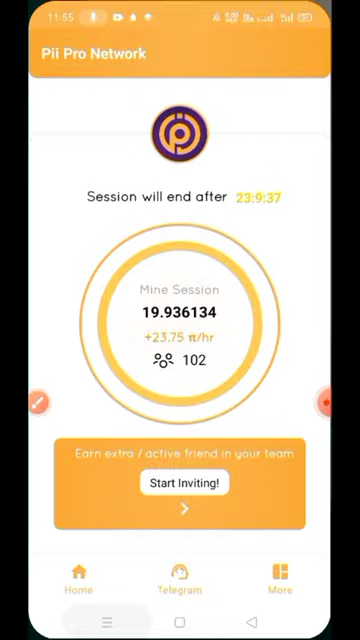 11:55
Pii Pro Network
Session will end after 23:9:37
Mine Session
19.936134
+23.75 π/hr
102
Earn extra / active friend in your team
Start Inviting!
Home
Telegram
More